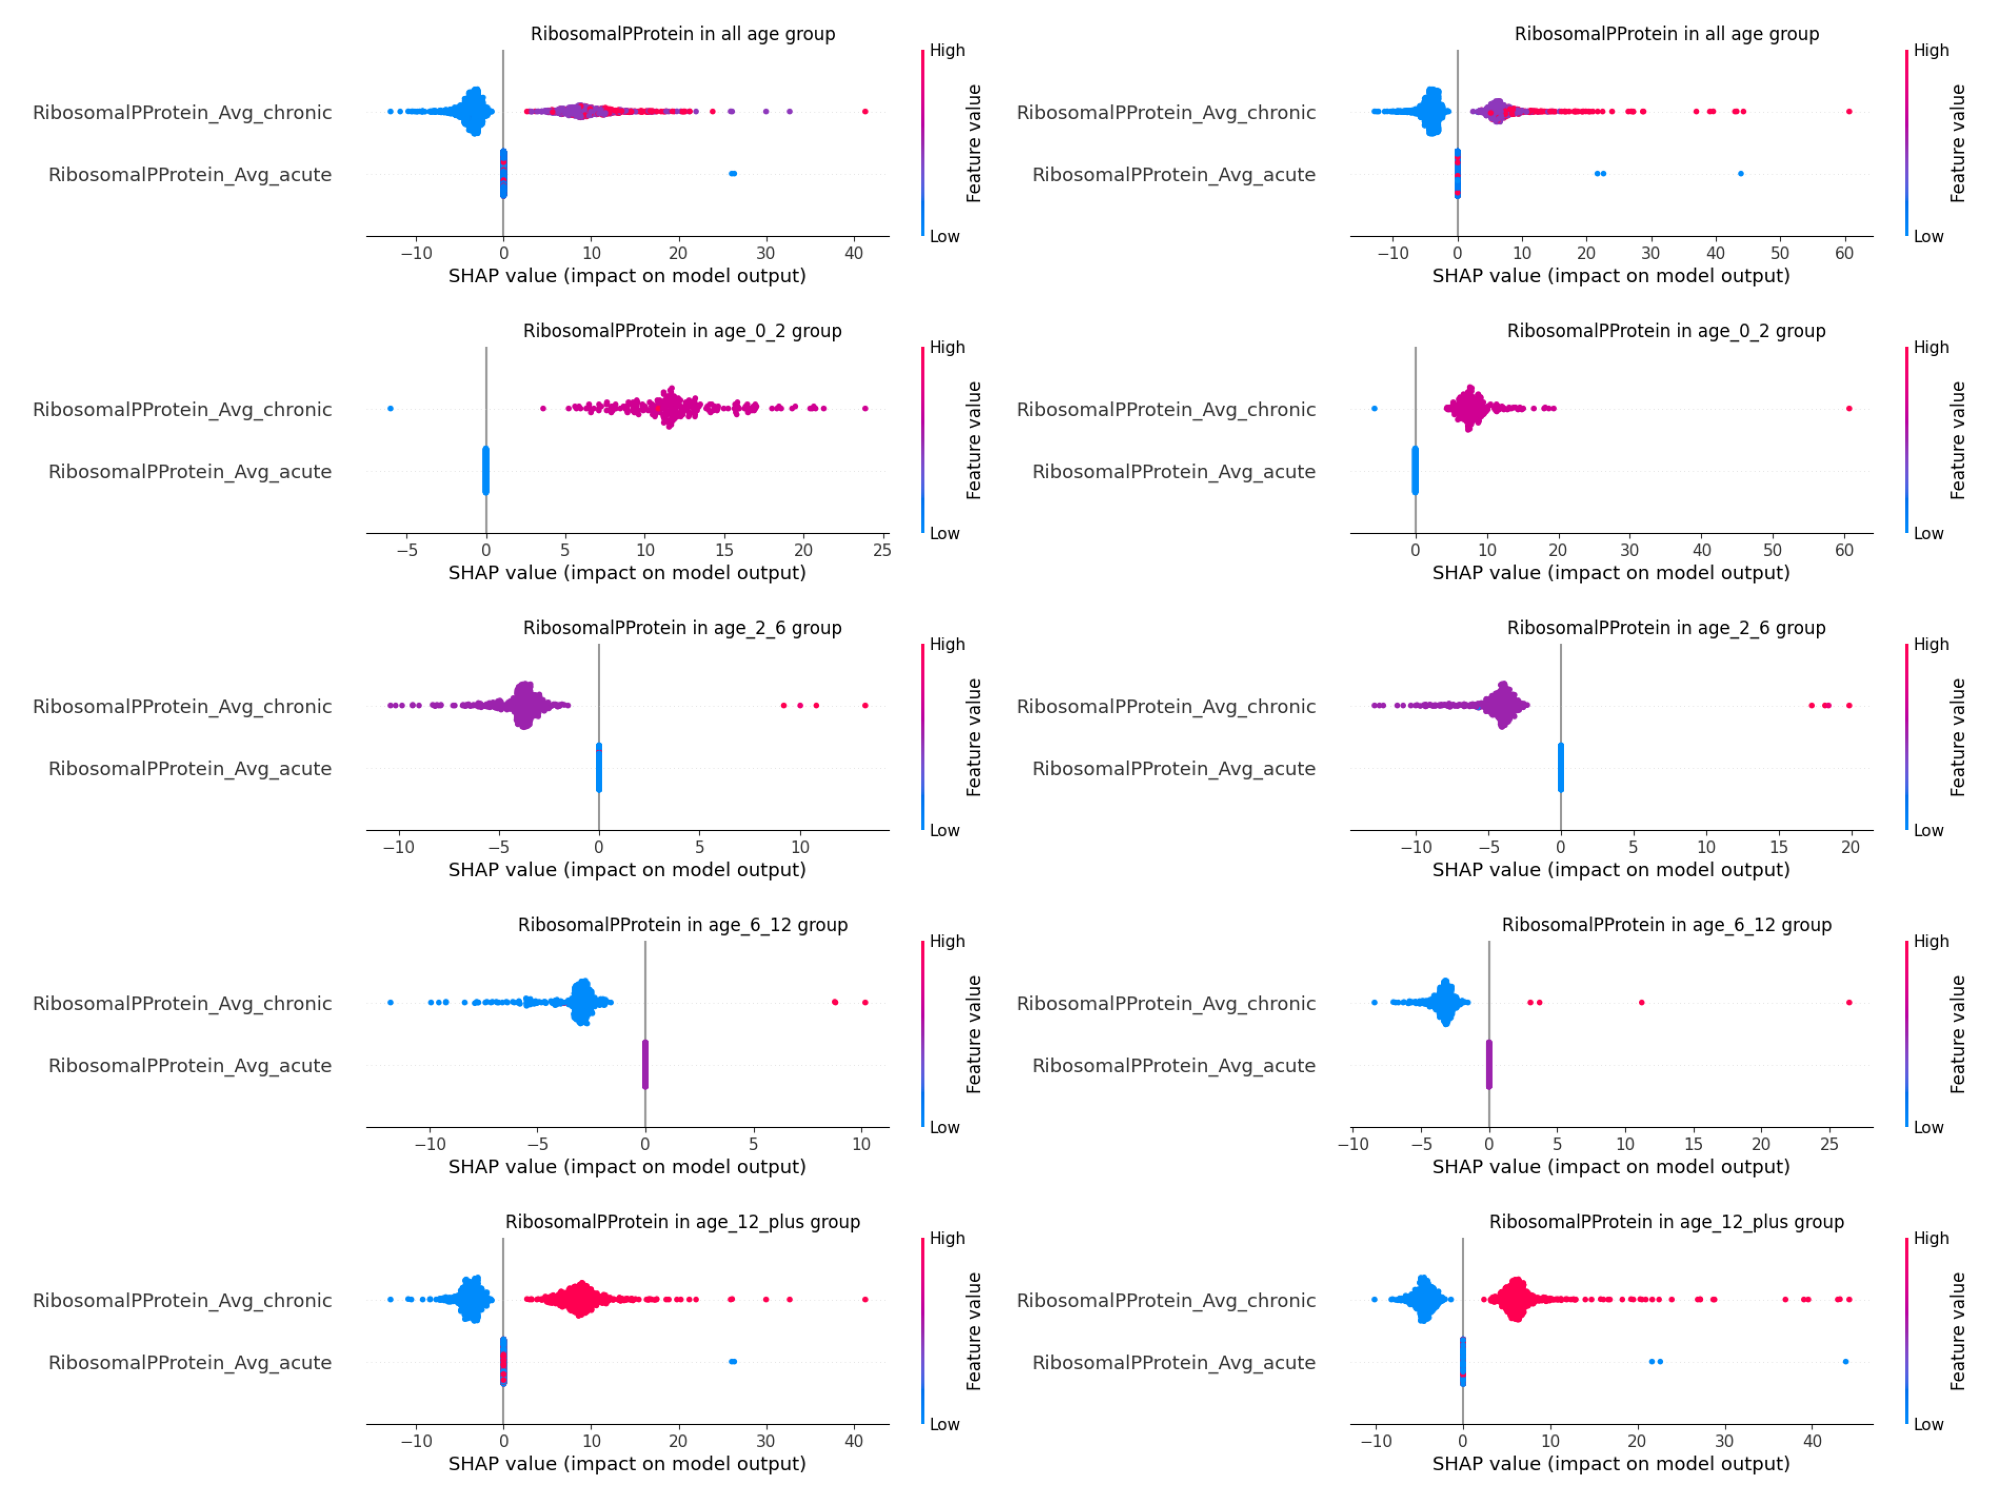 RibosomalPProtein in all age group
High
RibosomalPProtein_Avg_chronic
RibosomalPProtein_Avg_acute
Feature value
Low
−10 0 10 20 30 40
SHAP value (impact on model output)
RibosomalPProtein in all age group
High
RibosomalPProtein_Avg_chronic
RibosomalPProtein_Avg_acute
Feature value
Low
−10 0 10 20 30 40 50 60
SHAP value (impact on model output)
RibosomalPProtein in age_0_2 group
High
RibosomalPProtein_Avg_chronic
RibosomalPProtein_Avg_acute
Feature value
Low
−5 0 5 10 15 20 25
SHAP value (impact on model output)
RibosomalPProtein in age_0_2 group
High
RibosomalPProtein_Avg_chronic
RibosomalPProtein_Avg_acute
Feature value
Low
0 10 20 30 40 50 60
SHAP value (impact on model output)
RibosomalPProtein in age_2_6 group
High
RibosomalPProtein_Avg_chronic
RibosomalPProtein_Avg_acute
Feature value
Low
−10 −5 0 5 10
SHAP value (impact on model output)
RibosomalPProtein in age_2_6 group
High
RibosomalPProtein_Avg_chronic
RibosomalPProtein_Avg_acute
Feature value
Low
−10 −5 0 5 10 15 20
SHAP value (impact on model output)
RibosomalPProtein in age_6_12 group
High
RibosomalPProtein_Avg_chronic
RibosomalPProtein_Avg_acute
Feature value
Low
−10 −5 0 5 10
SHAP value (impact on model output)
RibosomalPProtein in age_6_12 group
High
RibosomalPProtein_Avg_chronic
RibosomalPProtein_Avg_acute
Feature value
Low
−10 −5 0 5 10 15 20 25
SHAP value (impact on model output)
RibosomalPProtein in age_12_plus group
High
RibosomalPProtein_Avg_chronic
RibosomalPProtein_Avg_acute
Feature value
Low
−10 0 10 20 30 40
SHAP value (impact on model output)
RibosomalPProtein in age_12_plus group
High
RibosomalPProtein_Avg_chronic
RibosomalPProtein_Avg_acute
Feature value
Low
−10 0 10 20 30 40
SHAP value (impact on model output)